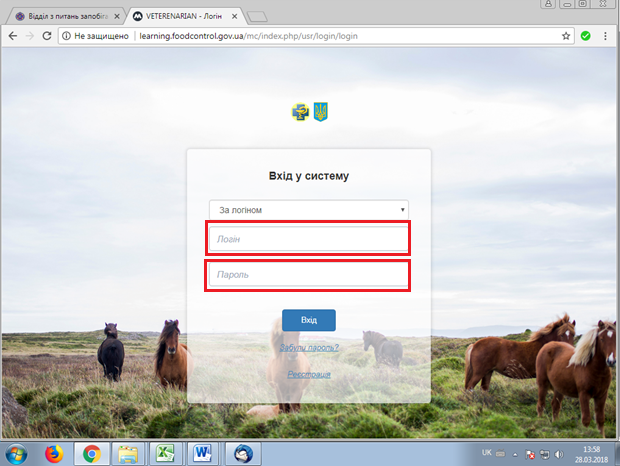 Відділ з питань запобіга
VETERENARIAN - Логін
Не защищено
learning.foodcontrol.gov.ua/mc/index.php/usr/login/login
Вхід у систему
За логіном
Логін
Пароль
Вхід
Забули пароль?
Реєстрація
UK
13:58
28.03.2018